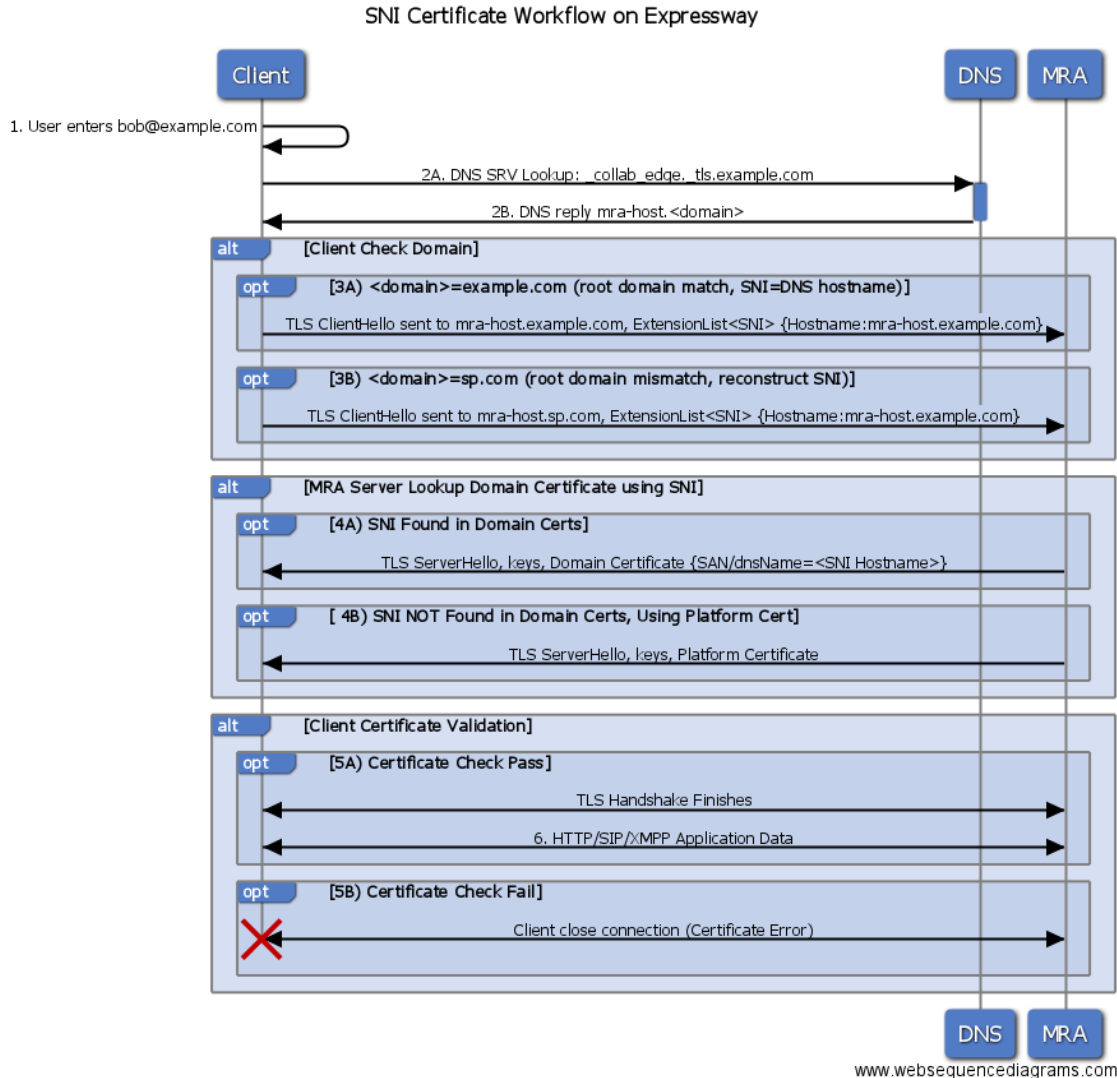 SNI Certificate Workflow on Expressway
Client
DNS
MRA
1. User enters bob@example.com
2A. DNS SRV Lookup: _collab_edge._tls.example.com
2B. DNS reply mra-host.<domain>
alt [Client Check Domain]
opt [3A) <domain>=example.com (root domain match, SNI=DNS hostname)]
TLS ClientHello sent to mra-host.example.com, ExtensionList<SNI> {Hostname:mra-host.example.com}
opt [3B) <domain>=sp.com (root domain mismatch, reconstruct SNI)]
TLS ClientHello sent to mra-host.sp.com, ExtensionList<SNI> {Hostname:mra-host.example.com}
alt [MRA Server Lookup Domain Certificate using SNI]
opt [4A) SNI Found in Domain Certs]
TLS ServerHello, keys, Domain Certificate {SAN/dnsName=<SNI Hostname>}
opt [ 4B) SNI NOT Found in Domain Certs, Using Platform Cert]
TLS ServerHello, keys, Platform Certificate
alt [Client Certificate Validation]
opt [5A) Certificate Check Pass]
TLS Handshake Finishes
6. HTTP/SIP/XMPP Application Data
opt [5B) Certificate Check Fail]
Client close connection (Certificate Error)
DNS
MRA
www.websequencediagrams.com